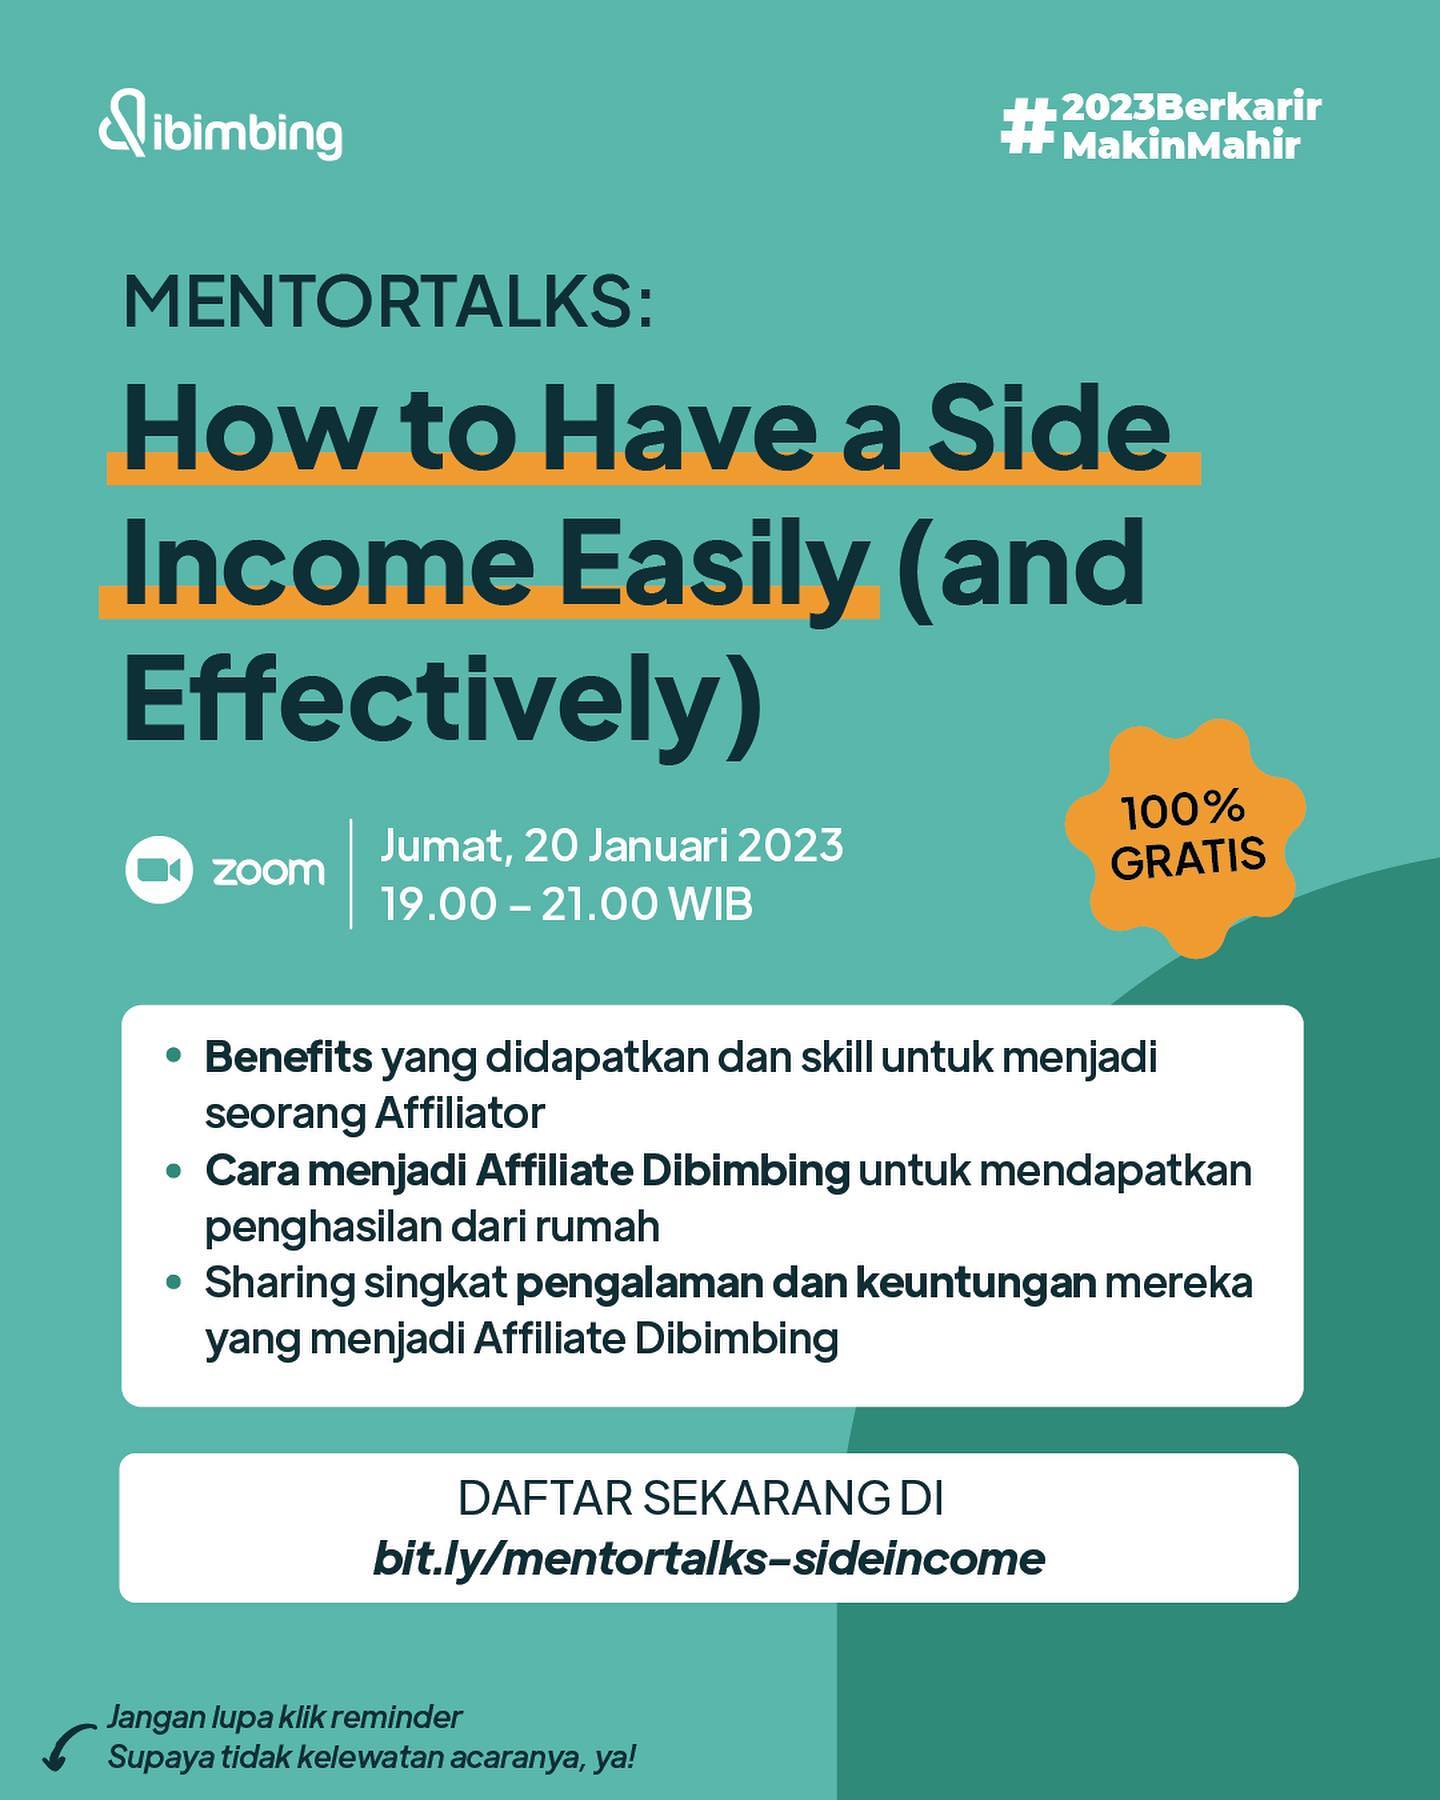 dibimbing
#2023Berkarir
MakinMahir
MENTORTALKS:
How to Have a Side
Income Easily (and
Effectively)
100%
GRATIS
zoom
Jumat, 20 Januari 2023
19.00 – 21.00 WIB
• Benefits yang didapatkan dan skill untuk menjadi
seorang Affiliator
• Cara menjadi Affiliate Dibimbing untuk mendapatkan
penghasilan dari rumah
• Sharing singkat pengalaman dan keuntungan mereka
yang menjadi Affiliate Dibimbing
DAFTAR SEKARANG DI
bit.ly/mentortalks-sideincome
Jangan lupa klik reminder
Supaya tidak kelewatan acaranya, ya!